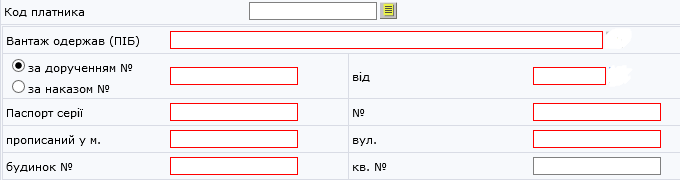 Код платника
Вантаж одержав (ПІБ)
за дорученням №
від
за наказом №
Паспорт серії
№
прописаний у м.
вул.
будинок №
кв. №